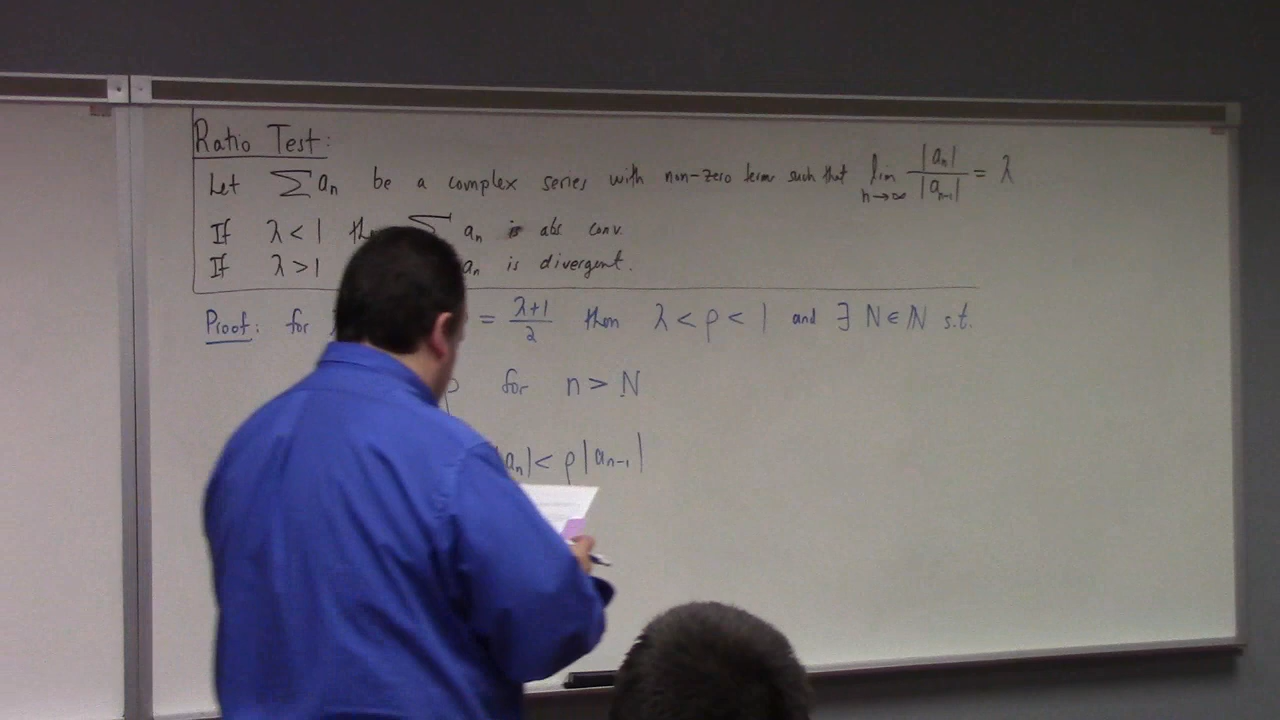 Ratio Test:
Let ∑ aₙ be a complex series with non-zero terms such that lim n→∞ |aₙ| / |aₙ₋₁| = λ
If λ < 1 ∑ aₙ is abs conv.
If λ > 1 aₙ is divergent.
Proof: for = λ+1 / 2 then λ < ρ < 1 and ∃ N ∈ ℕ s.t.
ρ for n > N
|aₙ| < ρ |aₙ₋₁|